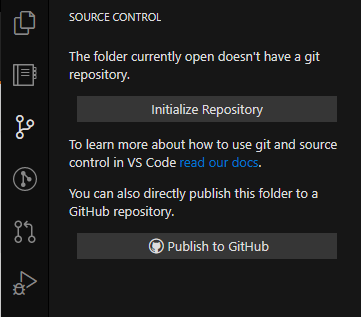 SOURCE CONTROL
The folder currently open doesn't have a git
repository.
Initialize Repository
To learn more about how to use git and source
control in VS Code read our docs.
You can also directly publish this folder to a
GitHub repository.
Publish to GitHub